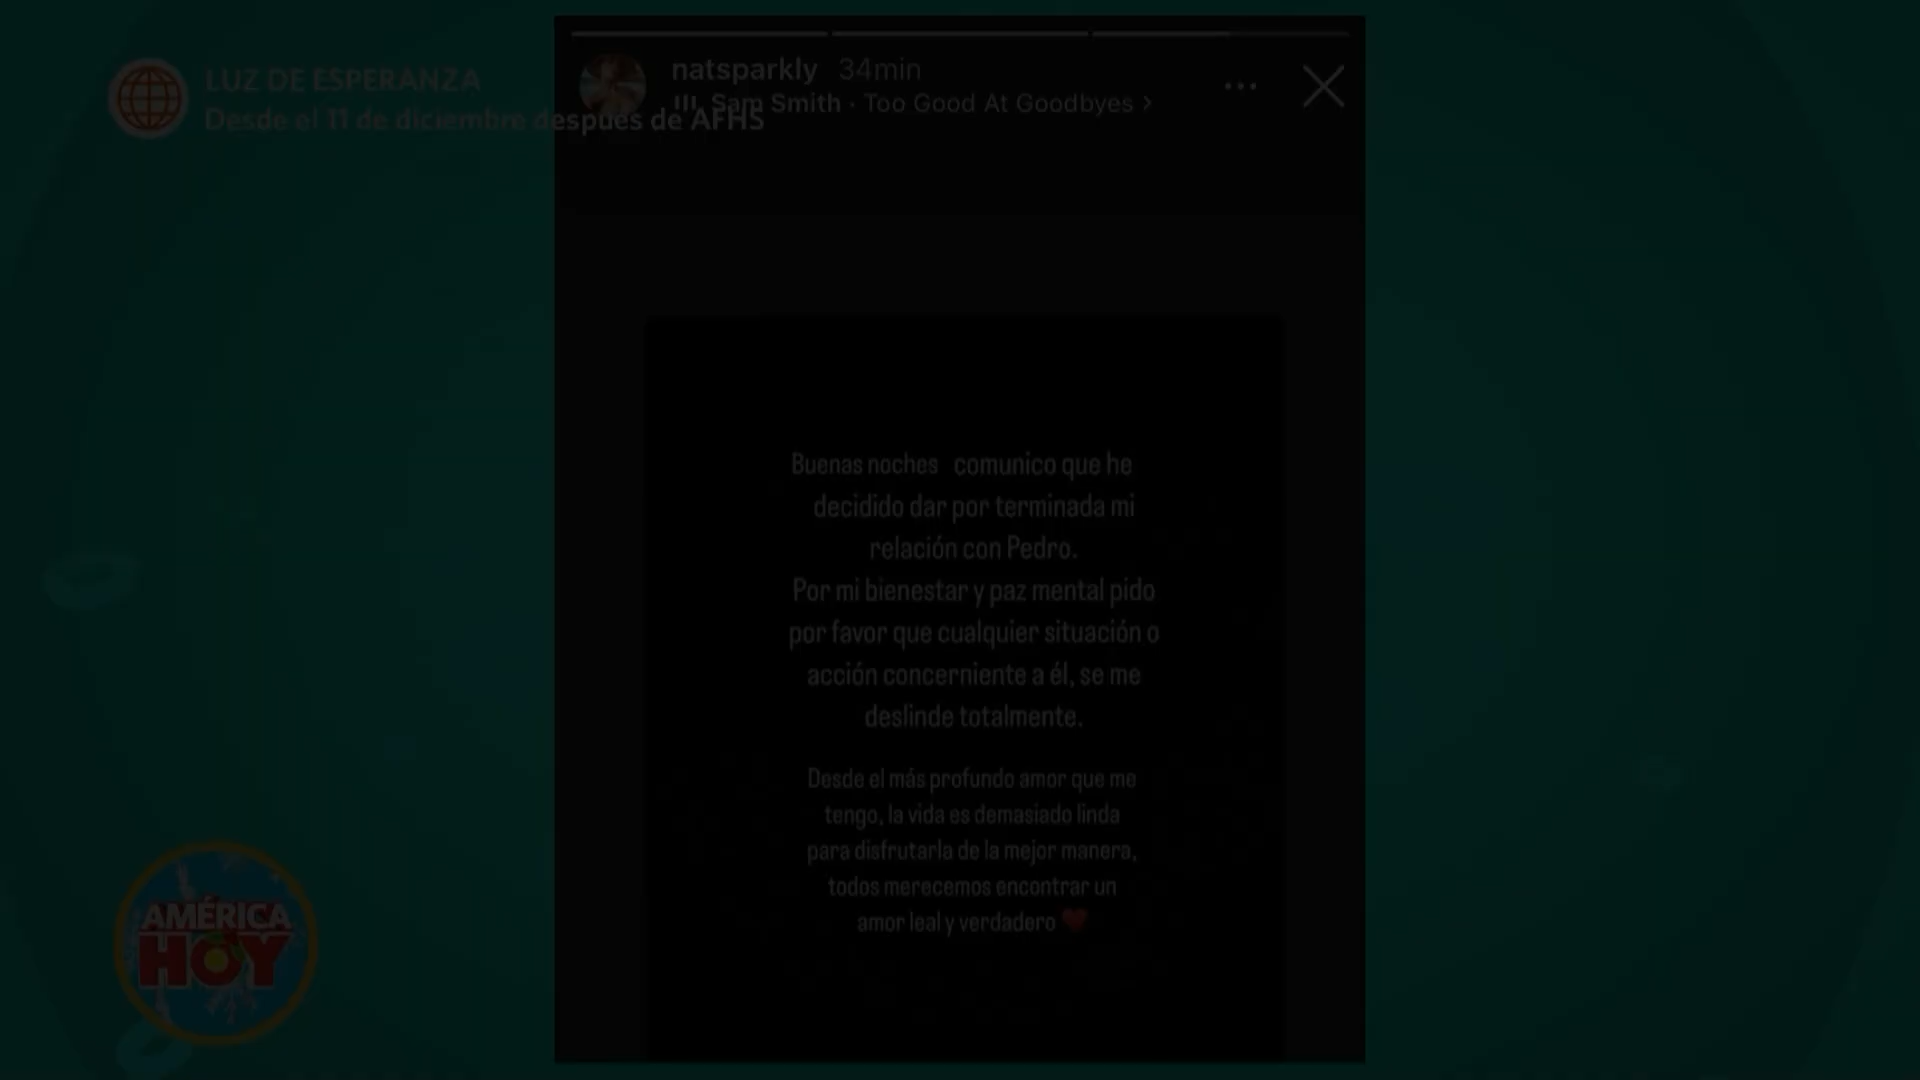 LUZ DE ESPERANZA
Desde el 11 de diciembre después de AFHS
natsparkly 34min
Sam Smith · Too Good At Goodbyes >
Buenas noches comunico que he
decidido dar por terminada mi
relación con Pedro.
Por mi bienestar y paz mental pido
por favor que cualquier situación o
acción concerniente a él, se me
deslinde totalmente.
Desde el más profundo amor que me
tengo, la vida es demasiado linda
para disfrutarla de la mejor manera,
todos merecemos encontrar un
amor leal y verdadero ❤️
AMÉRICA
HOY